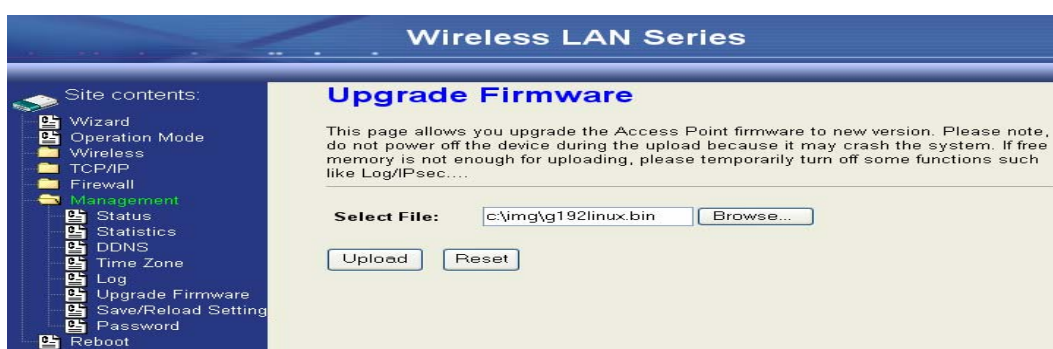 Wireless LAN Series
Site contents:
Wizard
Operation Mode
Wireless
TCP/IP
Firewall
Management
Status
Statistics
DDNS
Time Zone
Log
Upgrade Firmware
Save/Reload Setting
Password
Reboot
Upgrade Firmware
This page allows you upgrade the Access Point firmware to new version. Please note,
do not power off the device during the upload because it may crash the system. If free
memory is not enough for uploading, please temporarily turn off some functions such
like Log/IPsec....
Select File: c:\img\g192linux.bin Browse...
Upload Reset